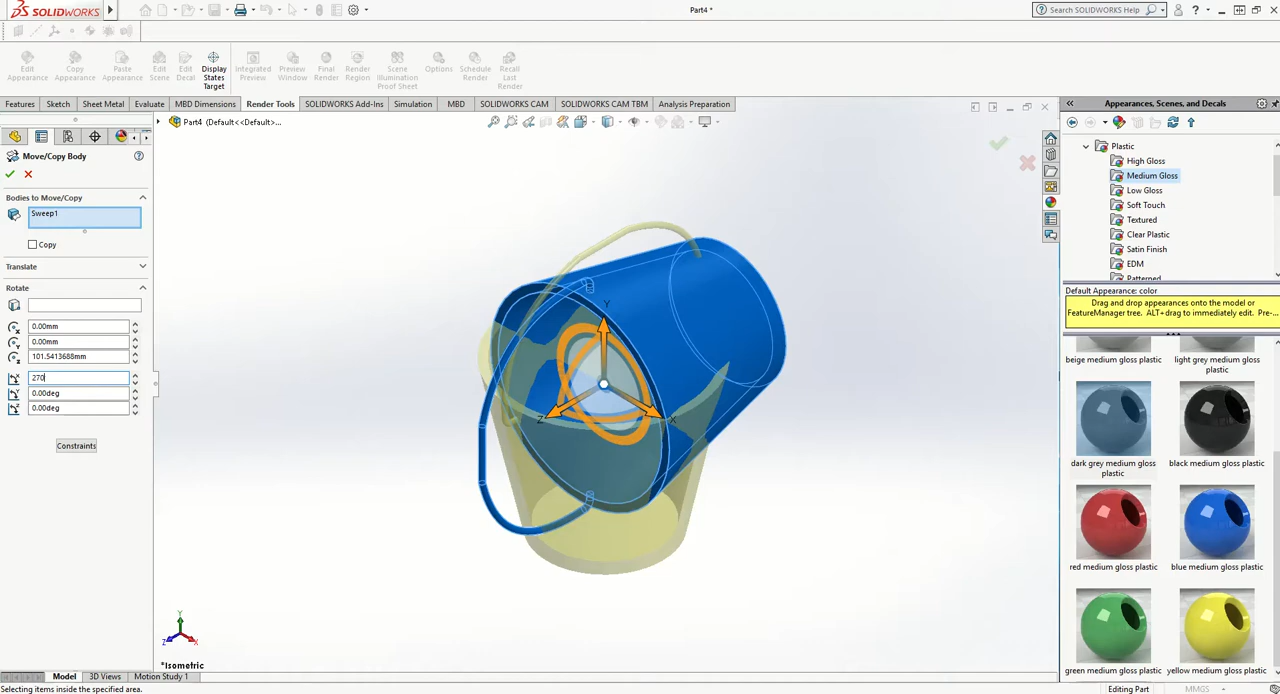 SOLIDWORKS
Part4 *
Search SOLIDWORKS Help
Edit Appearance
Copy Appearance
Paste Appearance
Edit Scene
Edit Decal
Display States Target
Integrated Preview
Preview Window
Final Render
Render Region
Scene Illumination Proof Sheet
Options
Schedule Render
Recall Last Render
Features
Sketch
Sheet Metal
Evaluate
MBD Dimensions
Render Tools
SOLIDWORKS Add-Ins
Simulation
MBD
SOLIDWORKS CAM
SOLIDWORKS CAM TBM
Analysis Preparation
Part4 (Default<<Default>...
Move/Copy Body
Bodies to Move/Copy
Sweep1
Copy
Translate
Rotate
0.00mm
0.00mm
101.5413688mm
270
0.00deg
0.00deg
Constraints
Y
Z
X
Y
Z
X
*Isometric
Appearances, Scenes, and Decals
Plastic
High Gloss
Medium Gloss
Low Gloss
Soft Touch
Textured
Clear Plastic
Satin Finish
EDM
Patterned
Default Appearance: color
Drag and drop appearances onto the model or
FeatureManager tree. ALT+drag to immediately edit. Pre-...
beige medium gloss plastic
light grey medium gloss
plastic
dark grey medium gloss
plastic
black medium gloss plastic
red medium gloss plastic
blue medium gloss plastic
green medium gloss plastic
yellow medium gloss plastic
Model
3D Views
Motion Study 1
Selecting items inside the specified area.
Editing Part
MMGS